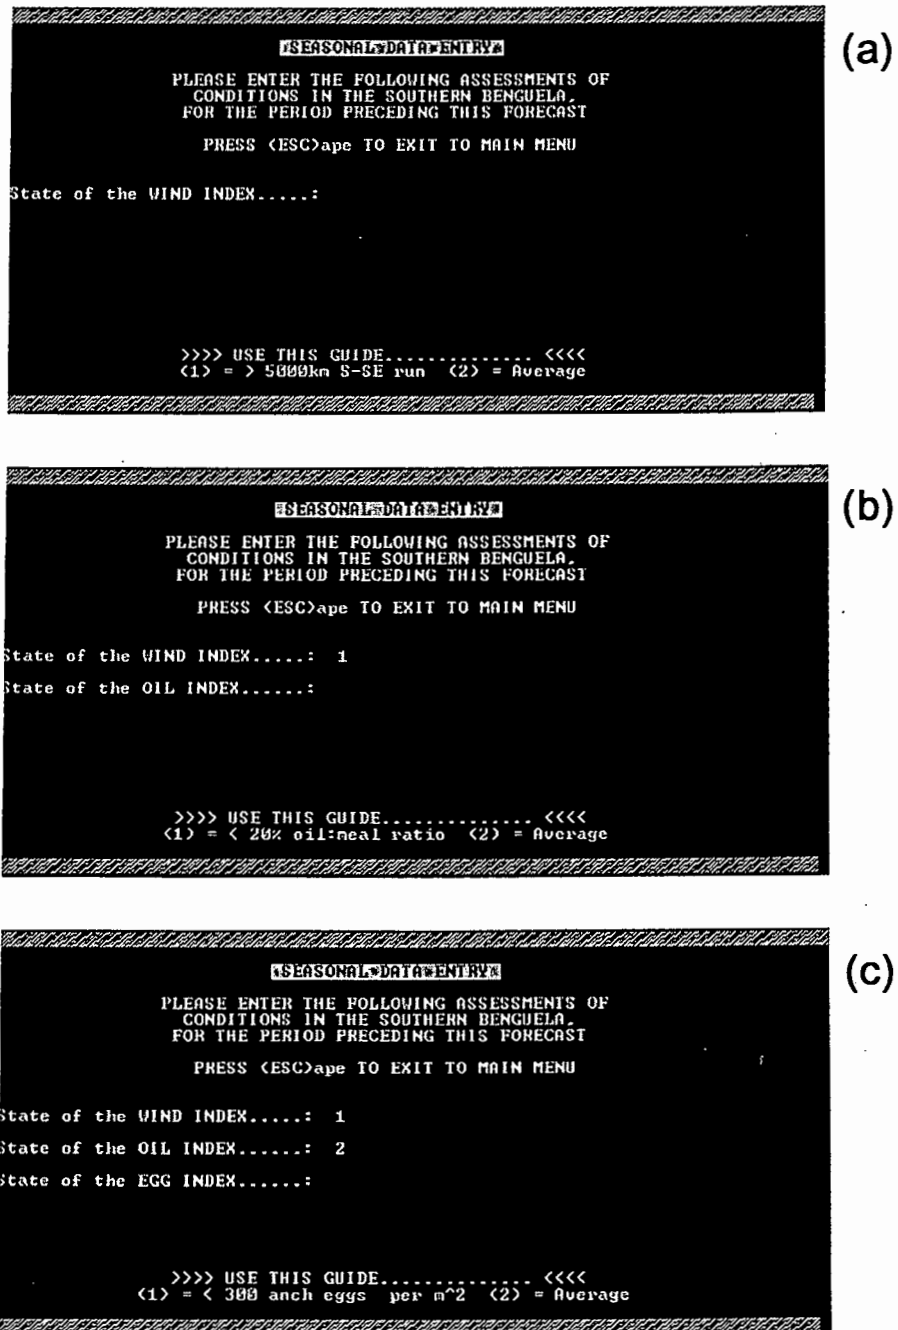 (a)
*SEASONAL*DATA*ENTRY*
PLEASE ENTER THE FOLLOWING ASSESSMENTS OF
CONDITIONS IN THE SOUTHERN BENGUELA,
FOR THE PERIOD PRECEDING THIS FORECAST
PRESS <ESC>ape TO EXIT TO MAIN MENU
State of the WIND INDEX.....:
>>>> USE THIS GUIDE.............. <<<<
(1) = > 5000km S-SE run (2) = Average
(b)
*SEASONAL*DATA*ENTRY*
PLEASE ENTER THE FOLLOWING ASSESSMENTS OF
CONDITIONS IN THE SOUTHERN BENGUELA,
FOR THE PERIOD PRECEDING THIS FORECAST
PRESS <ESC>ape TO EXIT TO MAIN MENU
State of the WIND INDEX.....: 1
State of the OIL INDEX......:
>>>> USE THIS GUIDE.............. <<<<
(1) = < 20% oil:meal ratio (2) = Average
(c)
*SEASONAL*DATA*ENTRY*
PLEASE ENTER THE FOLLOWING ASSESSMENTS OF
CONDITIONS IN THE SOUTHERN BENGUELA,
FOR THE PERIOD PRECEDING THIS FORECAST
PRESS <ESC>ape TO EXIT TO MAIN MENU
State of the WIND INDEX.....: 1
State of the OIL INDEX......: 2
State of the EGG INDEX......:
>>>> USE THIS GUIDE.............. <<<<
(1) = < 300 anch eggs per m^2 (2) = Average